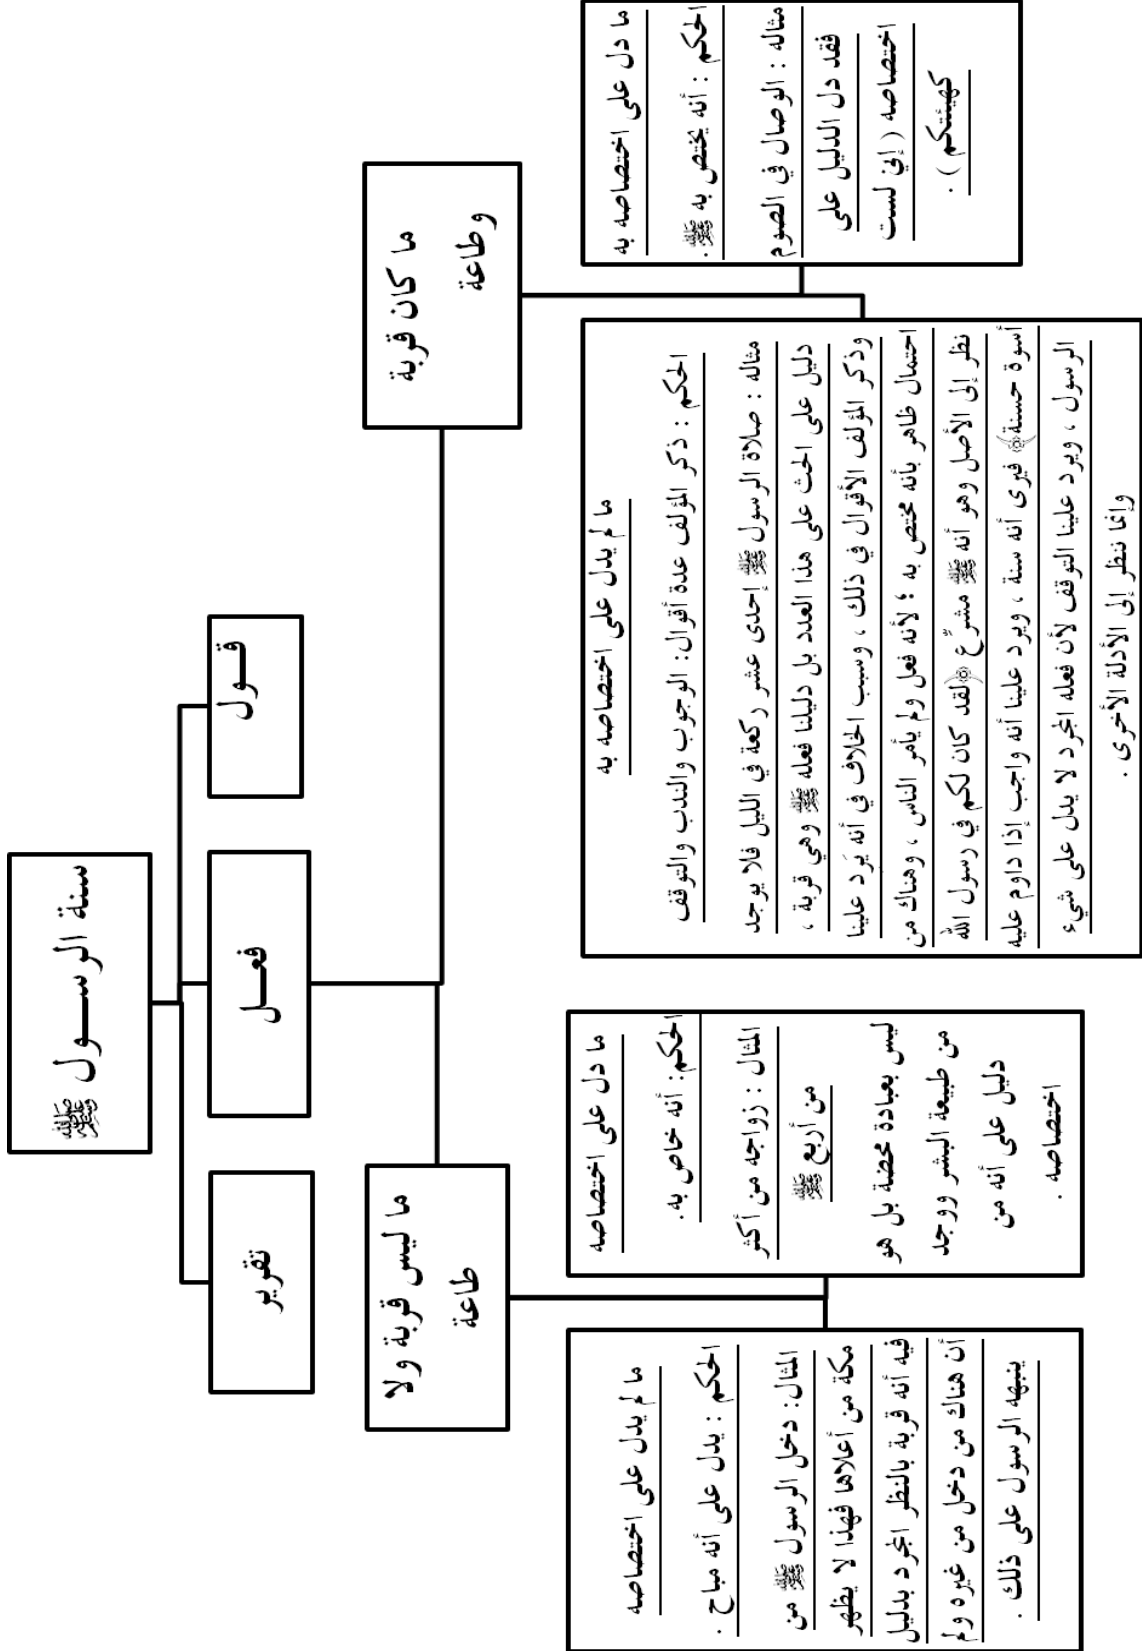 سنة الرسول ﷺ
قول
فعل
تقرير
ما كان قربة
وطاعة
ما ليس قربة ولا
طاعة
ما دل على اختصاصه به
الحكم : أنه يختص به ﷺ.
مثاله : الوصال في الصوم
فقد دل الدليل على
اختصاصه ( إني لست
كهيئتكم ) .
ما لم يدل على اختصاصه به
الحكم : ذكر المؤلف عدة أقوال: الوجوب والندب والتوقف
مثاله : صلاة الرسول ﷺ إحدى عشر ركعة في الليل فلا يوجد
دليل على الحث على هذا العدد بل دليلنا فعله ﷺ وهي قربة ،
وذكر المؤلف الأقوال في ذلك ، وسبب الخلاف في أنه يَرد علينا
احتمال ظاهر بأنه مختص به ؛ لأنه فعل ولم يأمر الناس ، وهناك من
نظر إلى الأصل وهو أنه ﷺ مشرِّع ﴿لقد كان لكم في رسول الله
أسوة حسنة﴾ فيرى أنه سنة ، ويرد علينا أنه واجب إذا داوم عليه
الرسول ، ويرد علينا التوقف لأن فعله المجرد لا يدل على شيء
وإنما ننظر إلى الأدلة الأخرى .
ما دل على اختصاصه
الحكم: أنه خاص به.
المثال : زواجه من أكثر
من أربع ﷺ
ليس بعبادة محضة بل هو
من طبيعة البشر ووجد
دليل على أنه من
اختصاصه .
ما لم يدل على اختصاصه
الحكم : يدل على أنه مباح .
المثال: دخل الرسول ﷺ من
مكة من أعلاها فهذا لا يظهر
فيه أنه قربة بالنظر المجرد بدليل
أن هناك من دخل من غيره ولم
ينبهه الرسول على ذلك .